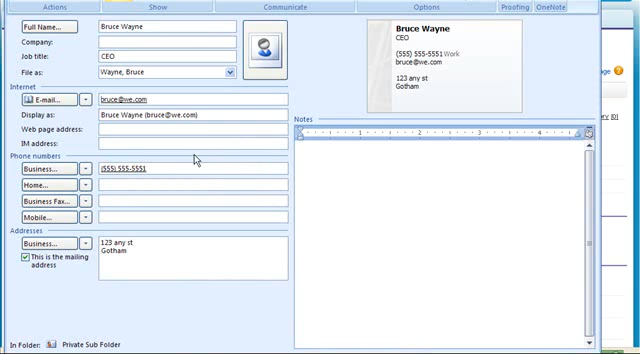 Actions Show Communicate Options Proofing OneNote
Full Name... Bruce Wayne
Company:
Job title: CEO
File as: Wayne, Bruce
Bruce Wayne
CEO
(555) 555-5551 Work
bruce@we.com
123 any st
Gotham
Internet
E-mail... bruce@we.com
Display as: Bruce Wayne (bruce@we.com)
Web page address:
IM address:
Phone numbers
Business... (555) 555-5551
Home...
Business Fax...
Mobile...
Addresses
Business... 123 any st
Gotham
This is the mailing
address
Notes
1 2 3 4
In Folder: Private Sub Folder